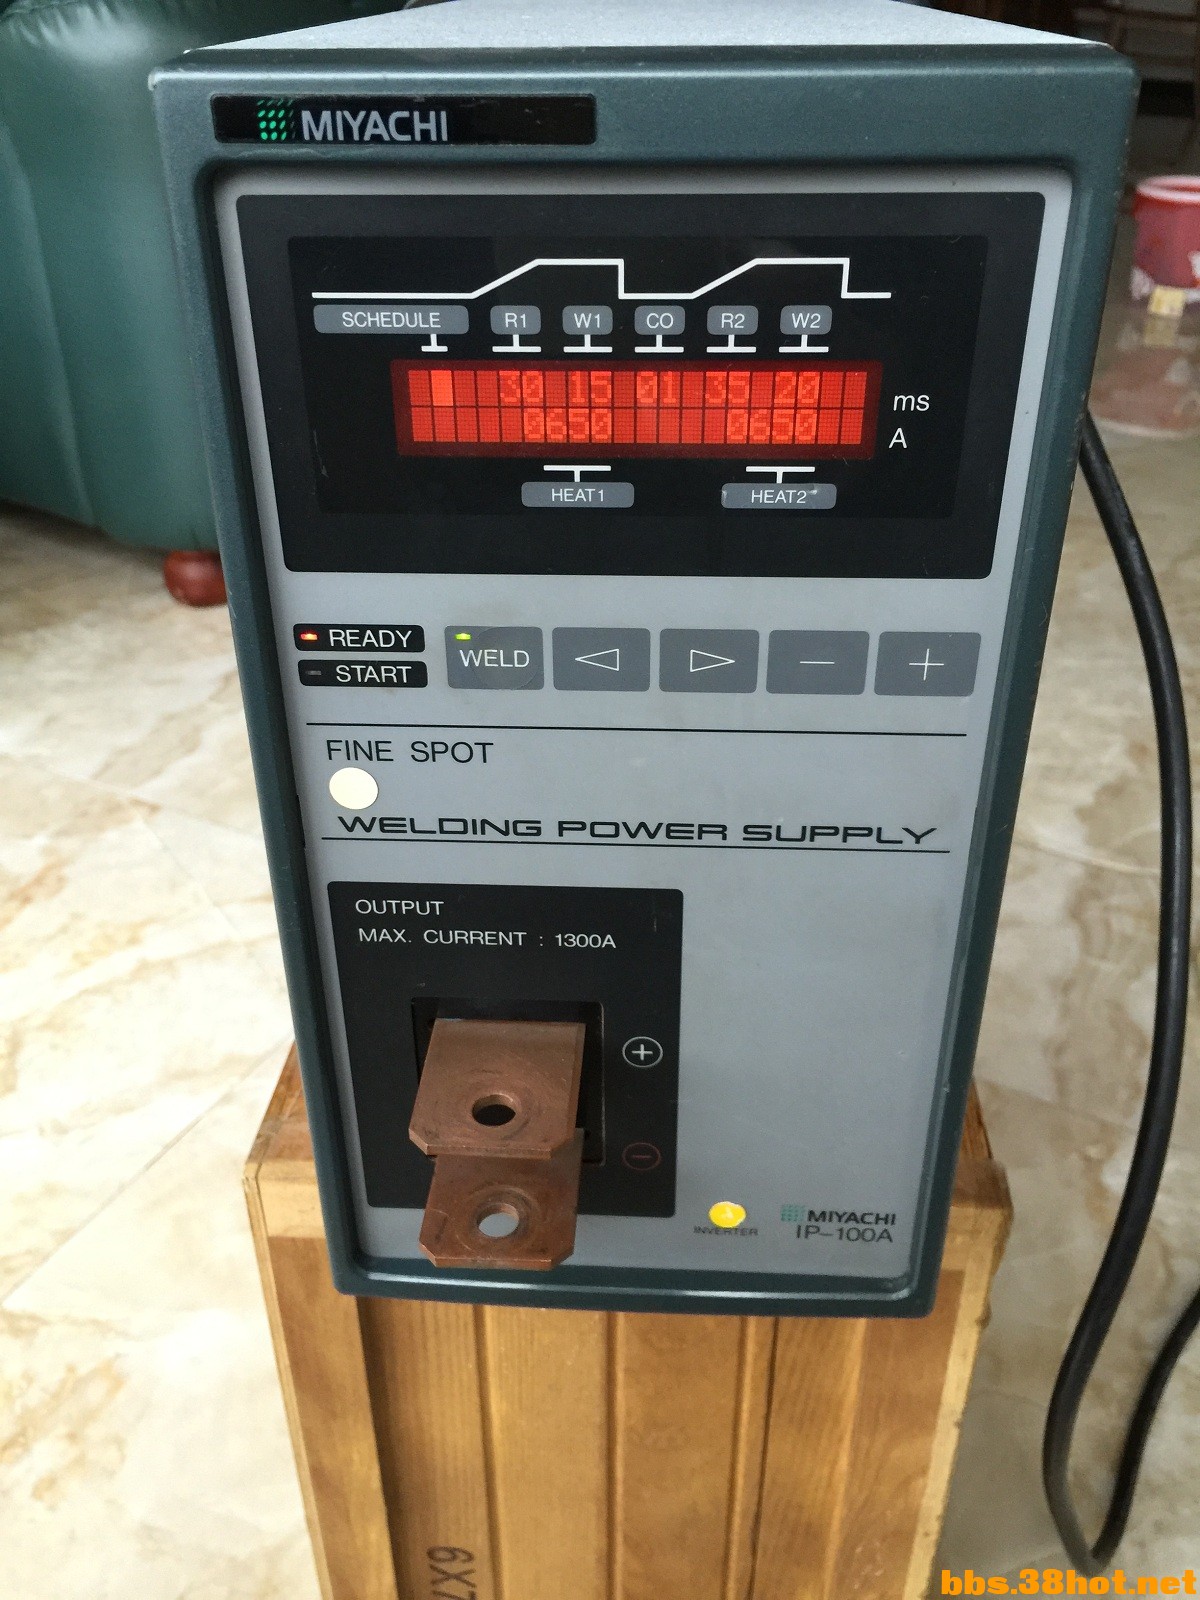 MIYACHI
SCHEDULE R1 W1 CO R2 W2
30 15 01 35 20 ms
0650 0650 A
HEAT1 HEAT2
READY WELD ◁ ▷ — +
START
FINE SPOT
WELDING POWER SUPPLY
OUTPUT
MAX. CURRENT : 1300A
+
−
INVERTER
MIYACHI
IP-100A
bbs.38hot.net